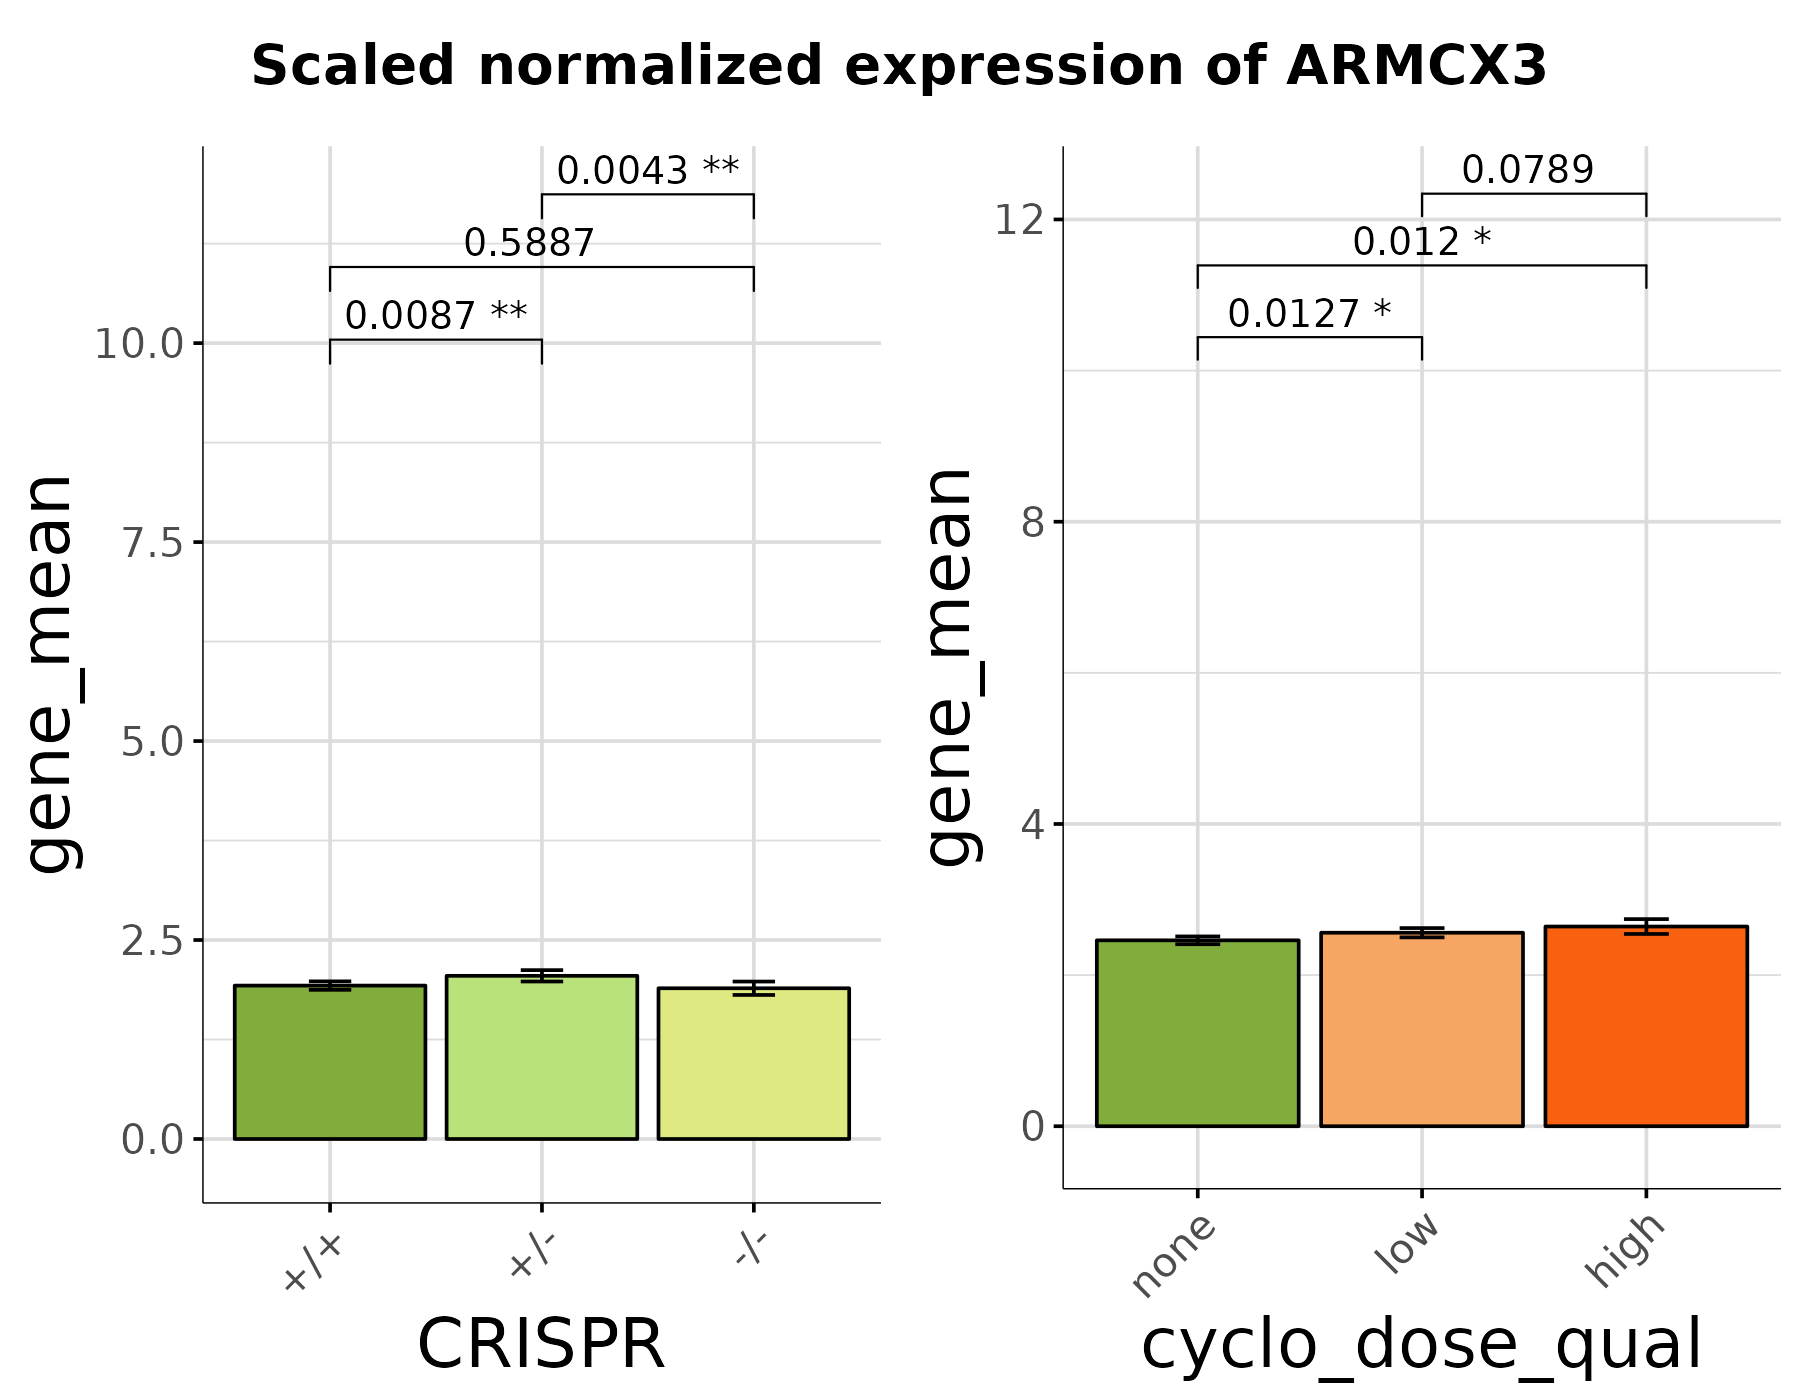 Scaled normalized expression of ARMCX3
0.0043 **
0.5887
0.0087 **
10.0
7.5
5.0
2.5
0.0
gene_mean
+/+
+/-
-/-
CRISPR
0.0789
0.012 *
0.0127 *
12
8
4
0
gene_mean
none
low
high
cyclo_dose_qual